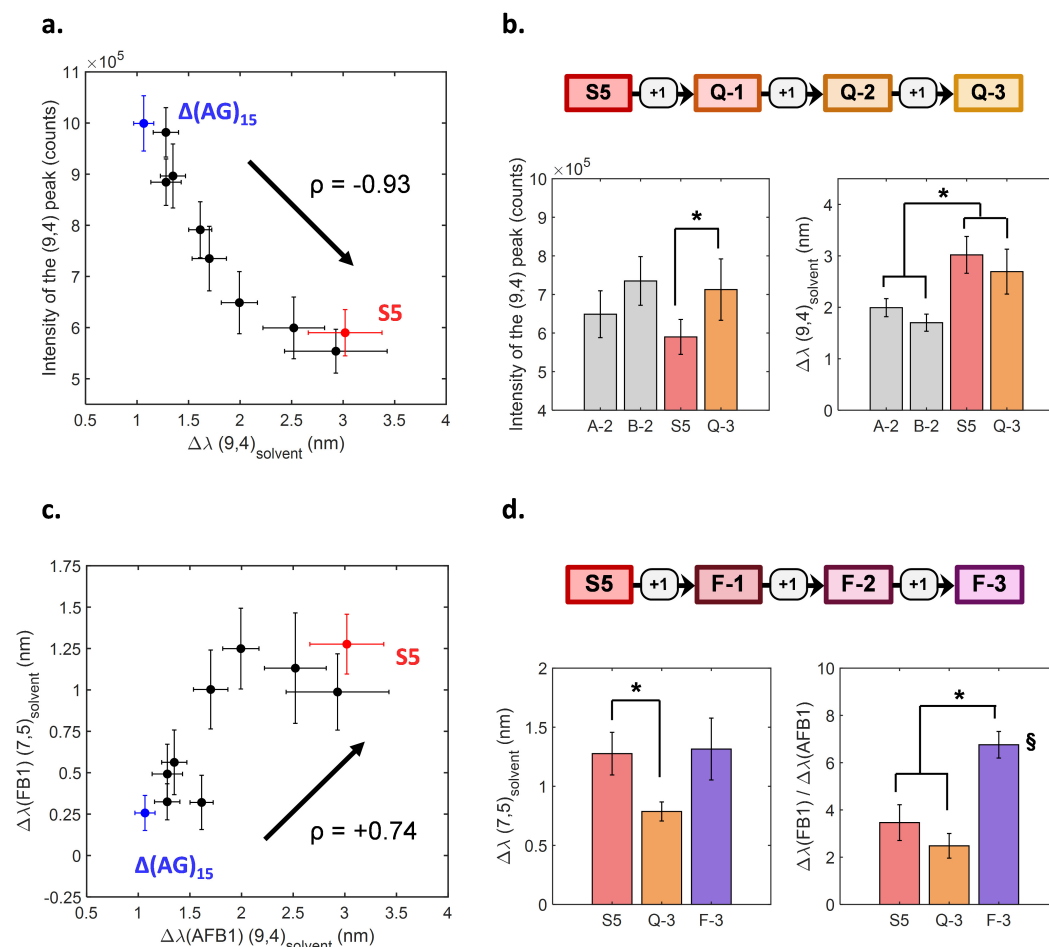 a.
×10⁵
11
10
9
8
7
6
5
Intensity of the (9,4) peak (counts)
Δ(AG)₁₅
ρ = -0.93
S5
0.5 1 1.5 2 2.5 3 3.5 4
Δλ (9,4)solvent (nm)
b.
S5 +1 Q-1 +1 Q-2 +1 Q-3
×10⁵
10
9
8
7
6
5
4
Intensity of the (9,4) peak (counts)
*
A-2 B-2 S5 Q-3
4
3
2
1
0
Δλ (9,4)solvent (nm)
*
A-2 B-2 S5 Q-3
c.
1.75
1.5
1.25
1
0.75
0.5
0.25
0
-0.25
Δλ(FB1) (7,5)solvent (nm)
S5
ρ = +0.74
Δ(AG)₁₅
0.5 1 1.5 2 2.5 3 3.5 4
Δλ(AFB1) (9,4)solvent (nm)
d.
S5 +1 F-1 +1 F-2 +1 F-3
2
1.5
1
0.5
0
Δλ (7,5)solvent (nm)
*
S5 Q-3 F-3
10
8
6
4
2
0
Δλ(FB1) / Δλ(AFB1)
*
§
S5 Q-3 F-3